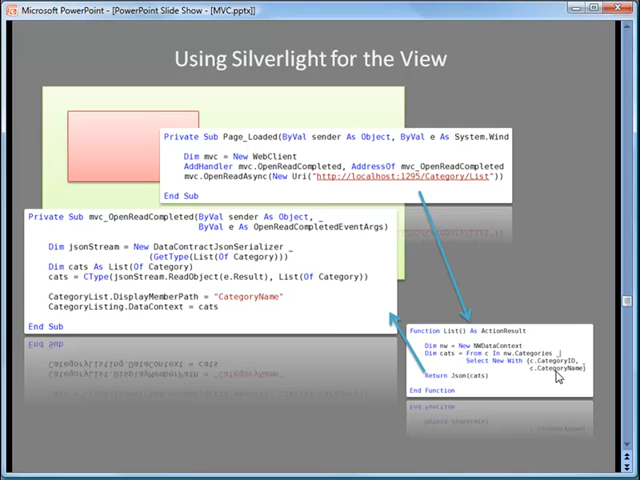 Microsoft PowerPoint - [PowerPoint Slide Show - [MVC.pptx]]
Using Silverlight for the View
Private Sub Page_Loaded(ByVal sender As Object, ByVal e As System.Wind
Dim mvc = New WebClient
AddHandler mvc.OpenReadCompleted, AddressOf mvc_OpenReadCompleted
mvc.OpenReadAsync(New Uri("http://localhost:1295/Category/List"))
End Sub
Private Sub mvc_OpenReadCompleted(ByVal sender As Object, _
ByVal e As OpenReadCompletedEventArgs)
Dim jsonStream = New DataContractJsonSerializer _
(GetType(List(Of Category)))
Dim cats As List(Of Category)
cats = CType(jsonStream.ReadObject(e.Result), List(Of Category))
CategoryList.DisplayMemberPath = "CategoryName"
CategoryListing.DataContext = cats
End Sub
Function List() As ActionResult
Dim nw = New NWDataContext
Dim cats = From c In nw.Categories _
Select New With {c.CategoryID, _
c.CategoryName}
Return Json(cats)
End Function